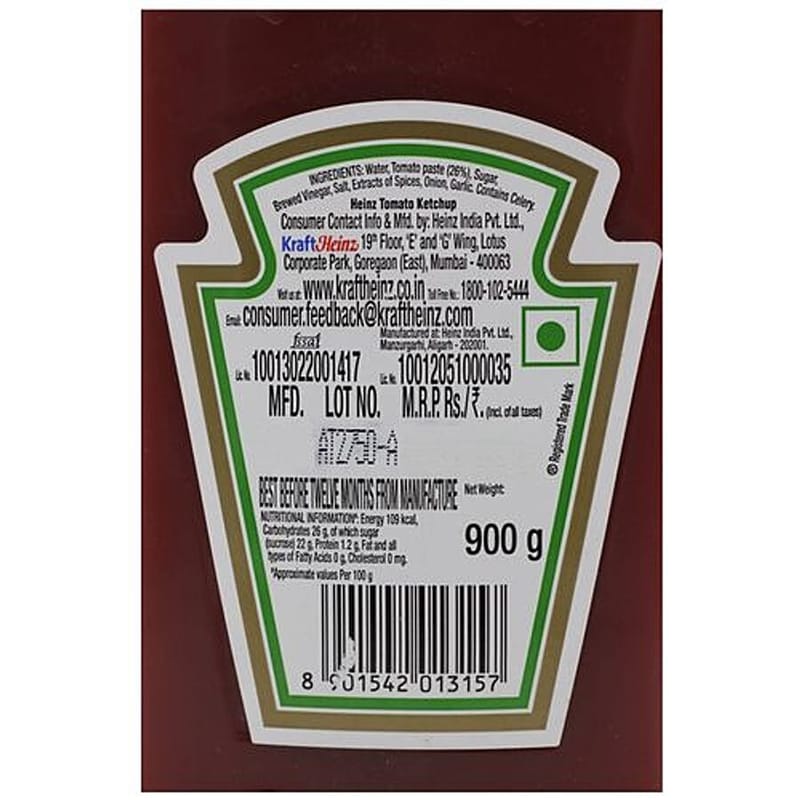 INGREDIENTS: Water, Tomato paste (26%), Sugar,
Brewed Vinegar, Salt, Extracts of Spices, Onion, Garlic. Contains Celery.
Heinz Tomato Ketchup
Consumer Contact Info & Mfd. by: Heinz India Pvt. Ltd.,
KraftHeinz 19th Floor, 'E' and 'G' Wing, Lotus
Corporate Park, Goregaon (East), Mumbai - 400063
Visit us at: www.kraftheinz.co.in Toll Free No.: 1800-102-5444
Email: consumer.feedback@kraftheinz.com
fssai
Manufactured at: Heinz India Pvt. Ltd.,
Manzurgarhi, Aligarh - 202001.
Lic. No. 10013022001417 Lic. No. 10012051000035
MFD. LOT NO. M.R.P. Rs./₹. (Incl. of all taxes)
® Registered Trade Mark
AT2750-A
BEST BEFORE TWELVE MONTHS FROM MANUFACTURE
Net Weight:
900 g
NUTRITIONAL INFORMATION*: Energy 109 kcal,
Carbohydrates 26 g, of which sugar
(sucrose) 22 g, Protein 1.2 g, Fat and all
types of Fatty Acids 0 g, Cholesterol 0 mg.
*Approximate values Per 100 g
8 901542 013157